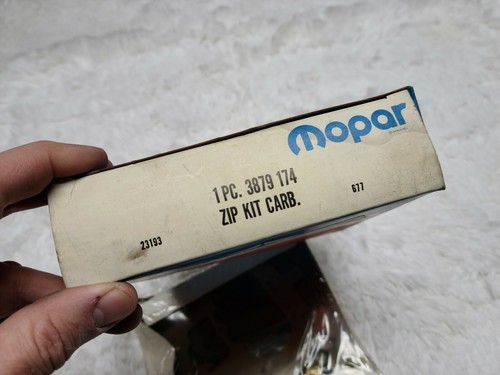 mopar
1 PC. 3879 174
ZIP KIT CARB.
23193
677